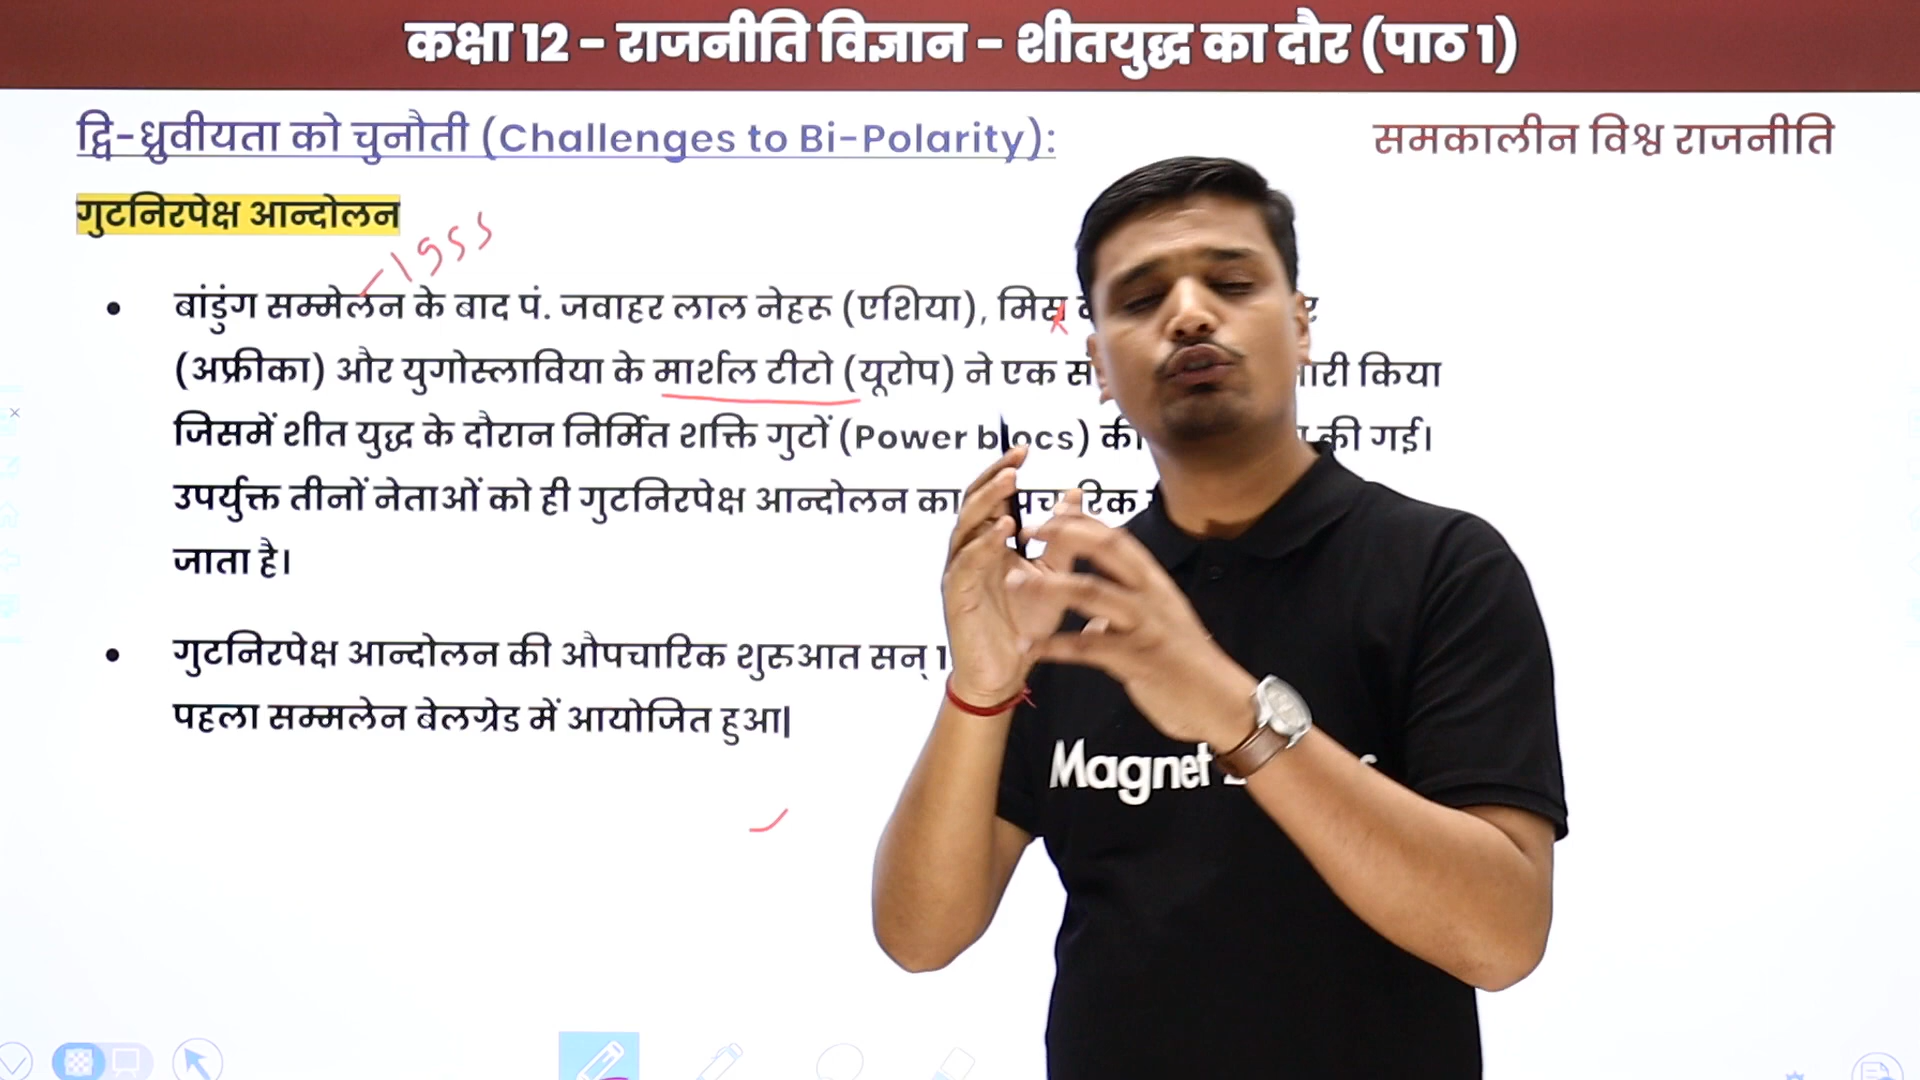 कक्षा 12 - राजनीति विज्ञान - शीतयुद्ध का दौर (पाठ 1)
द्वि-ध्रुवीयता को चुनौती (Challenges to Bi-Polarity):
समकालीन विश्व राजनीति
गुटनिरपेक्ष आन्दोलन
- 1955
• बांडुंग सम्मेलन के बाद पं. जवाहर लाल नेहरू (एशिया), मिस्र
(अफ्रीका) और युगोस्लाविया के मार्शल टीटो (यूरोप) ने एक किया
जिसमें शीत युद्ध के दौरान निर्मित शक्ति गुटों (Power blocs) की की गई।
उपर्युक्त तीनों नेताओं को ही गुटनिरपेक्ष आन्दोलन का
जाता है।
• गुटनिरपेक्ष आन्दोलन की औपचारिक शुरुआत सन्
पहला सम्मलेन बेलग्रेड में आयोजित हुआ|
Magnet